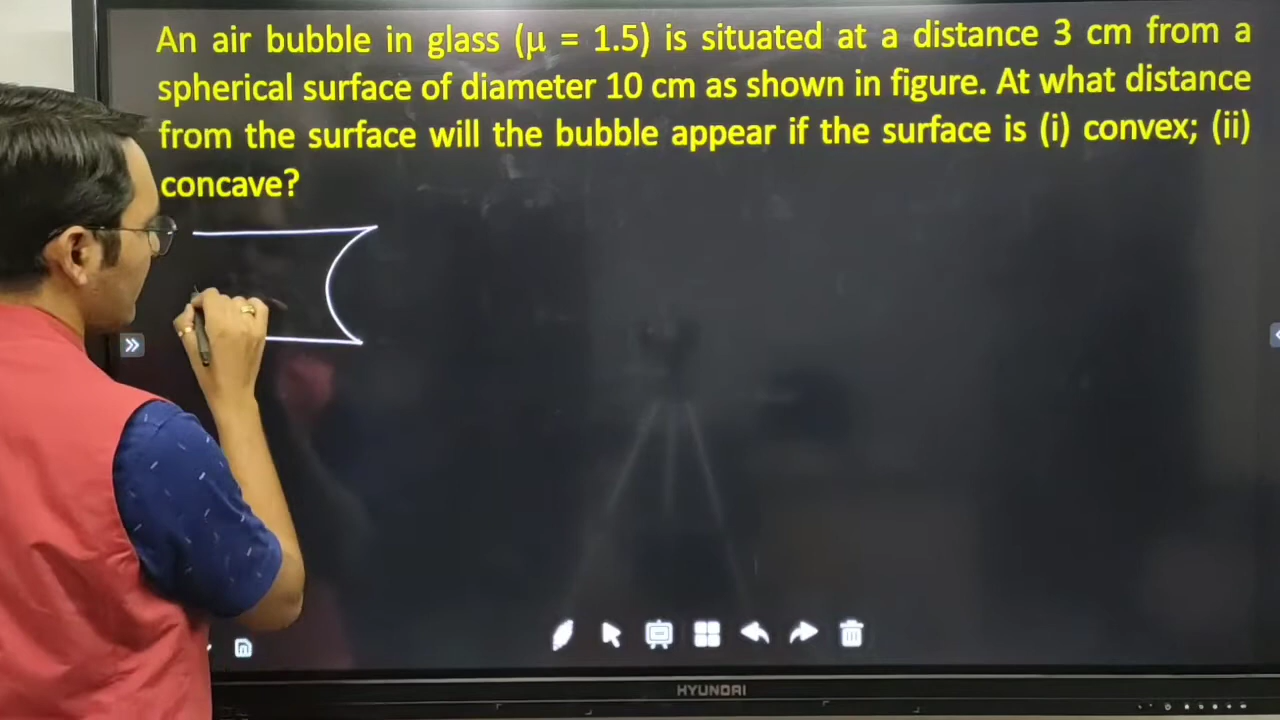 An air bubble in glass (μ = 1.5) is situated at a distance 3 cm from a
spherical surface of diameter 10 cm as shown in figure. At what distance
from the surface will the bubble appear if the surface is (i) convex; (ii)
concave?
HYUNDAI